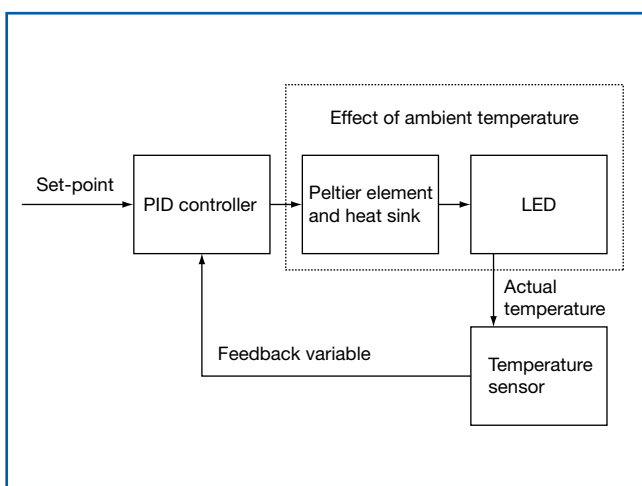 Effect of ambient temperature
Set-point
PID controller
Peltier element
and heat sink
LED
Actual
temperature
Feedback variable
Temperature
sensor